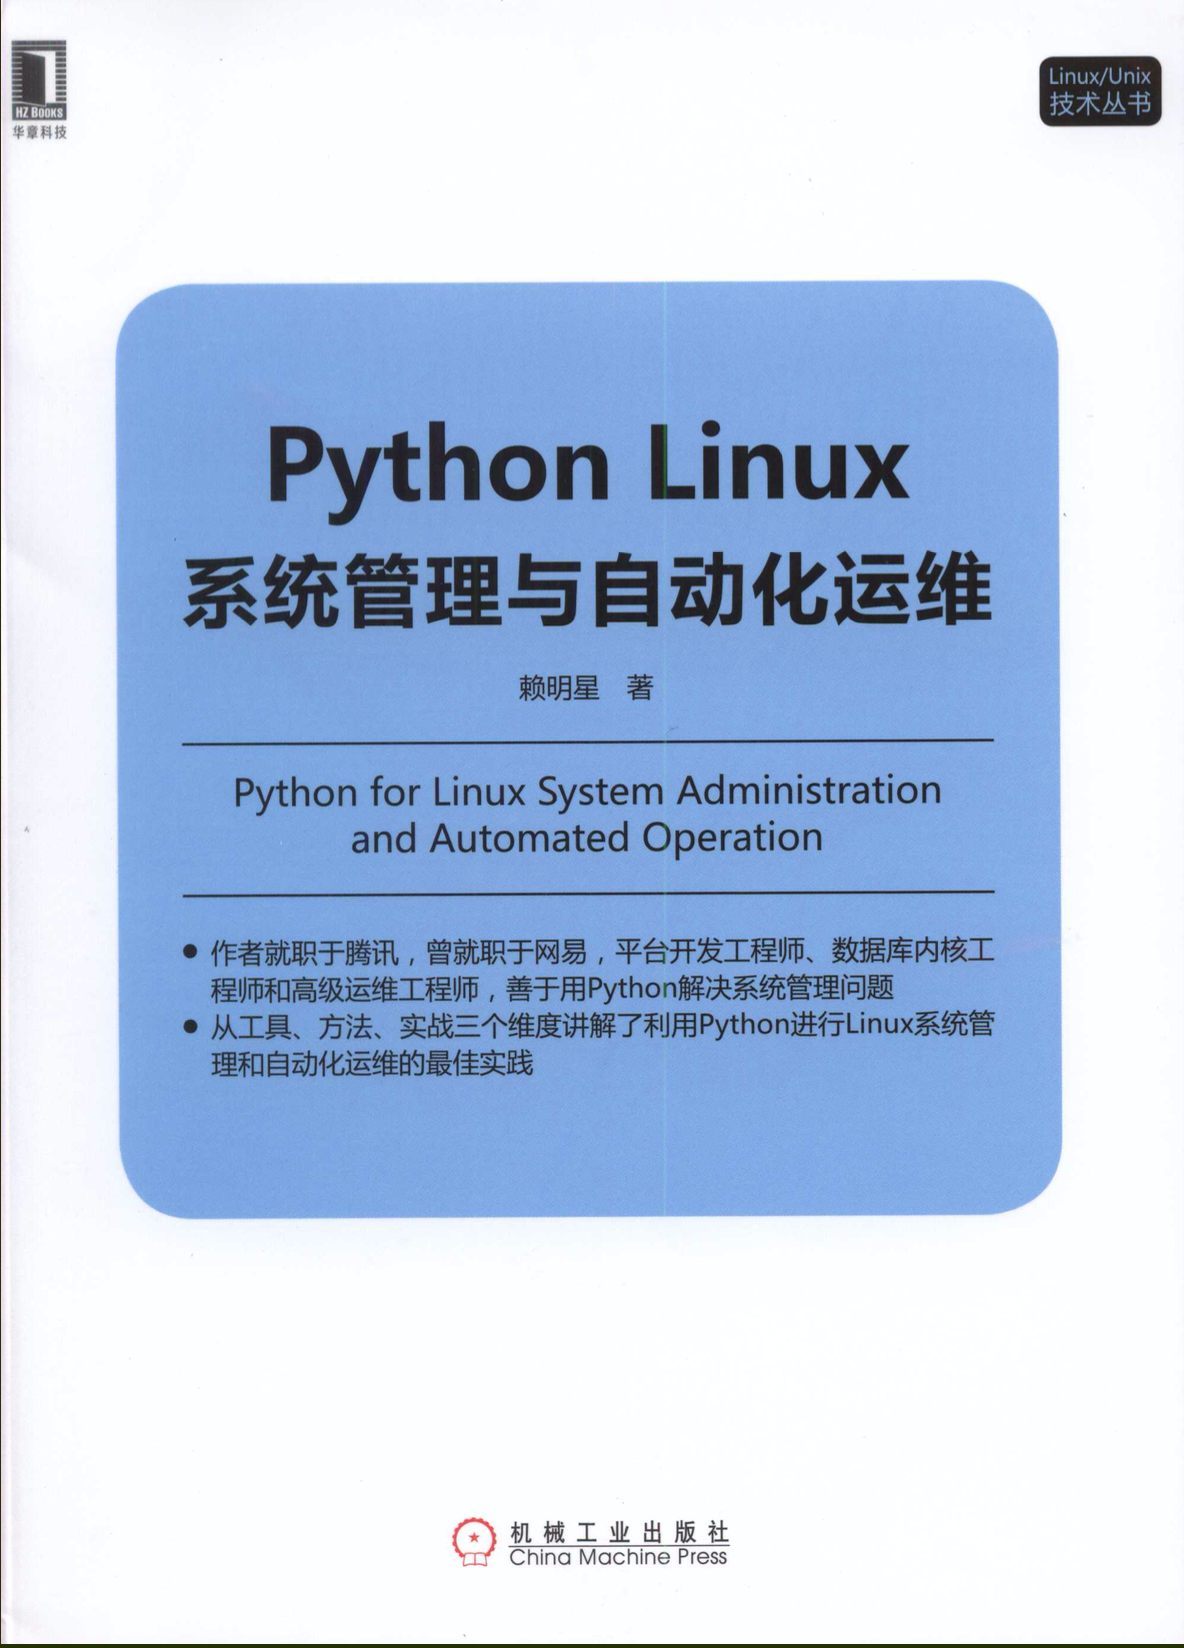 HZ BOOKS
华章科技
Linux/Unix
技术丛书
Python Linux
系统管理与自动化运维
赖明星 著
Python for Linux System Administration
and Automated Operation
● 作者就职于腾讯，曾就职于网易，平台开发工程师、数据库内核工
程师和高级运维工程师，善于用Python解决系统管理问题
● 从工具、方法、实战三个维度讲解了利用Python进行Linux系统管
理和自动化运维的最佳实践
机械工业出版社
China Machine Press